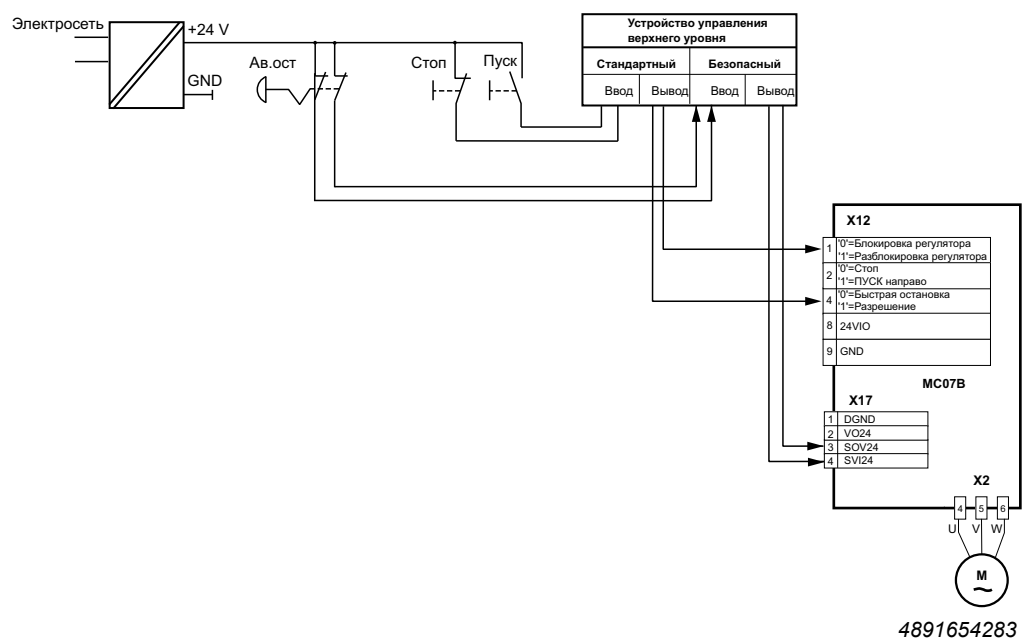 Электросеть
+24 V
GND
Ав.ост
Стоп
Пуск
Устройство управления
верхнего уровня
Стандартный
Безопасный
Ввод
Вывод
Ввод
Вывод
X12
1
'0'=Блокировка регулятора
'1'=Разблокировка регулятора
2
'0'=Стоп
'1'=ПУСК направо
4
'0'=Быстрая остановка
'1'=Разрешение
8 24VIO
9 GND
MC07B
X17
1 DGND
2 VO24
3 SOV24
4 SVI24
X2
4 5 6
U V W
M
4891654283